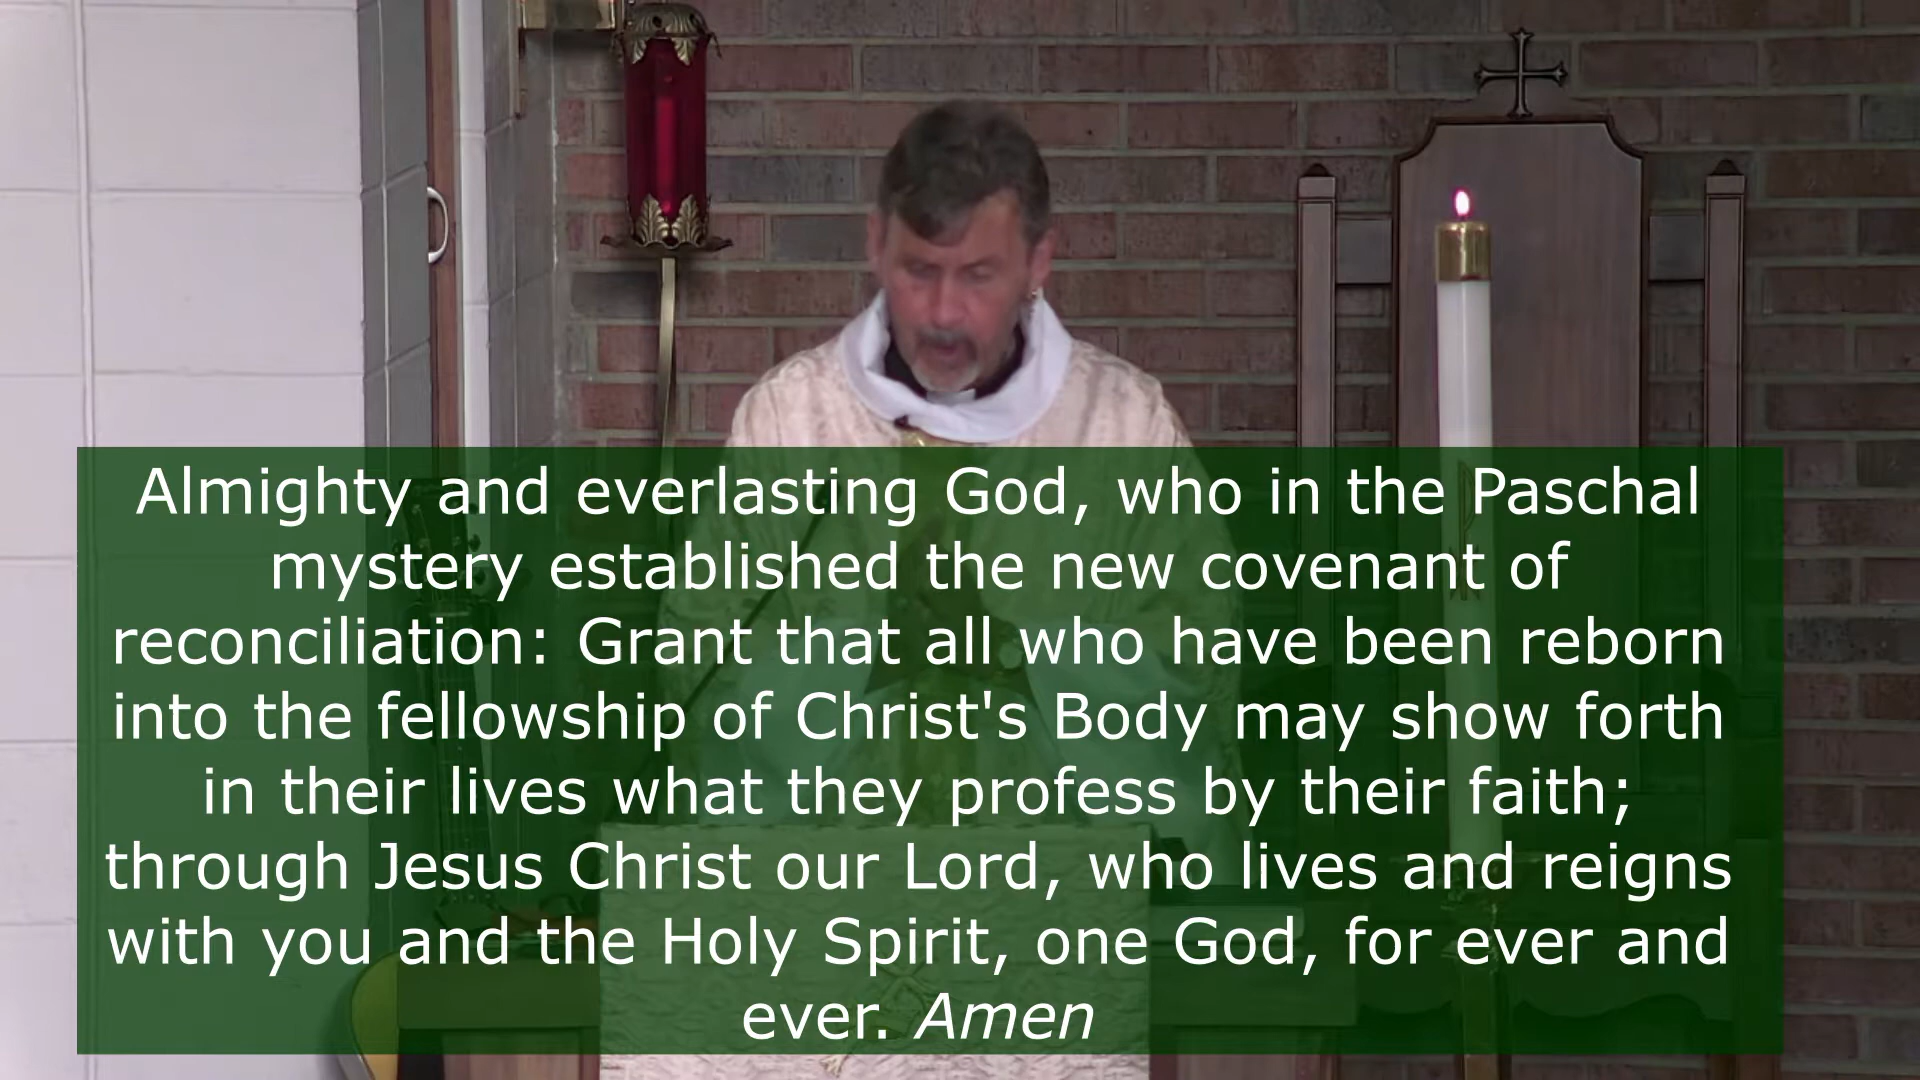 Almighty and everlasting God, who in the Paschal
mystery established the new covenant of
reconciliation: Grant that all who have been reborn
into the fellowship of Christ's Body may show forth
in their lives what they profess by their faith;
through Jesus Christ our Lord, who lives and reigns
with you and the Holy Spirit, one God, for ever and
ever. Amen